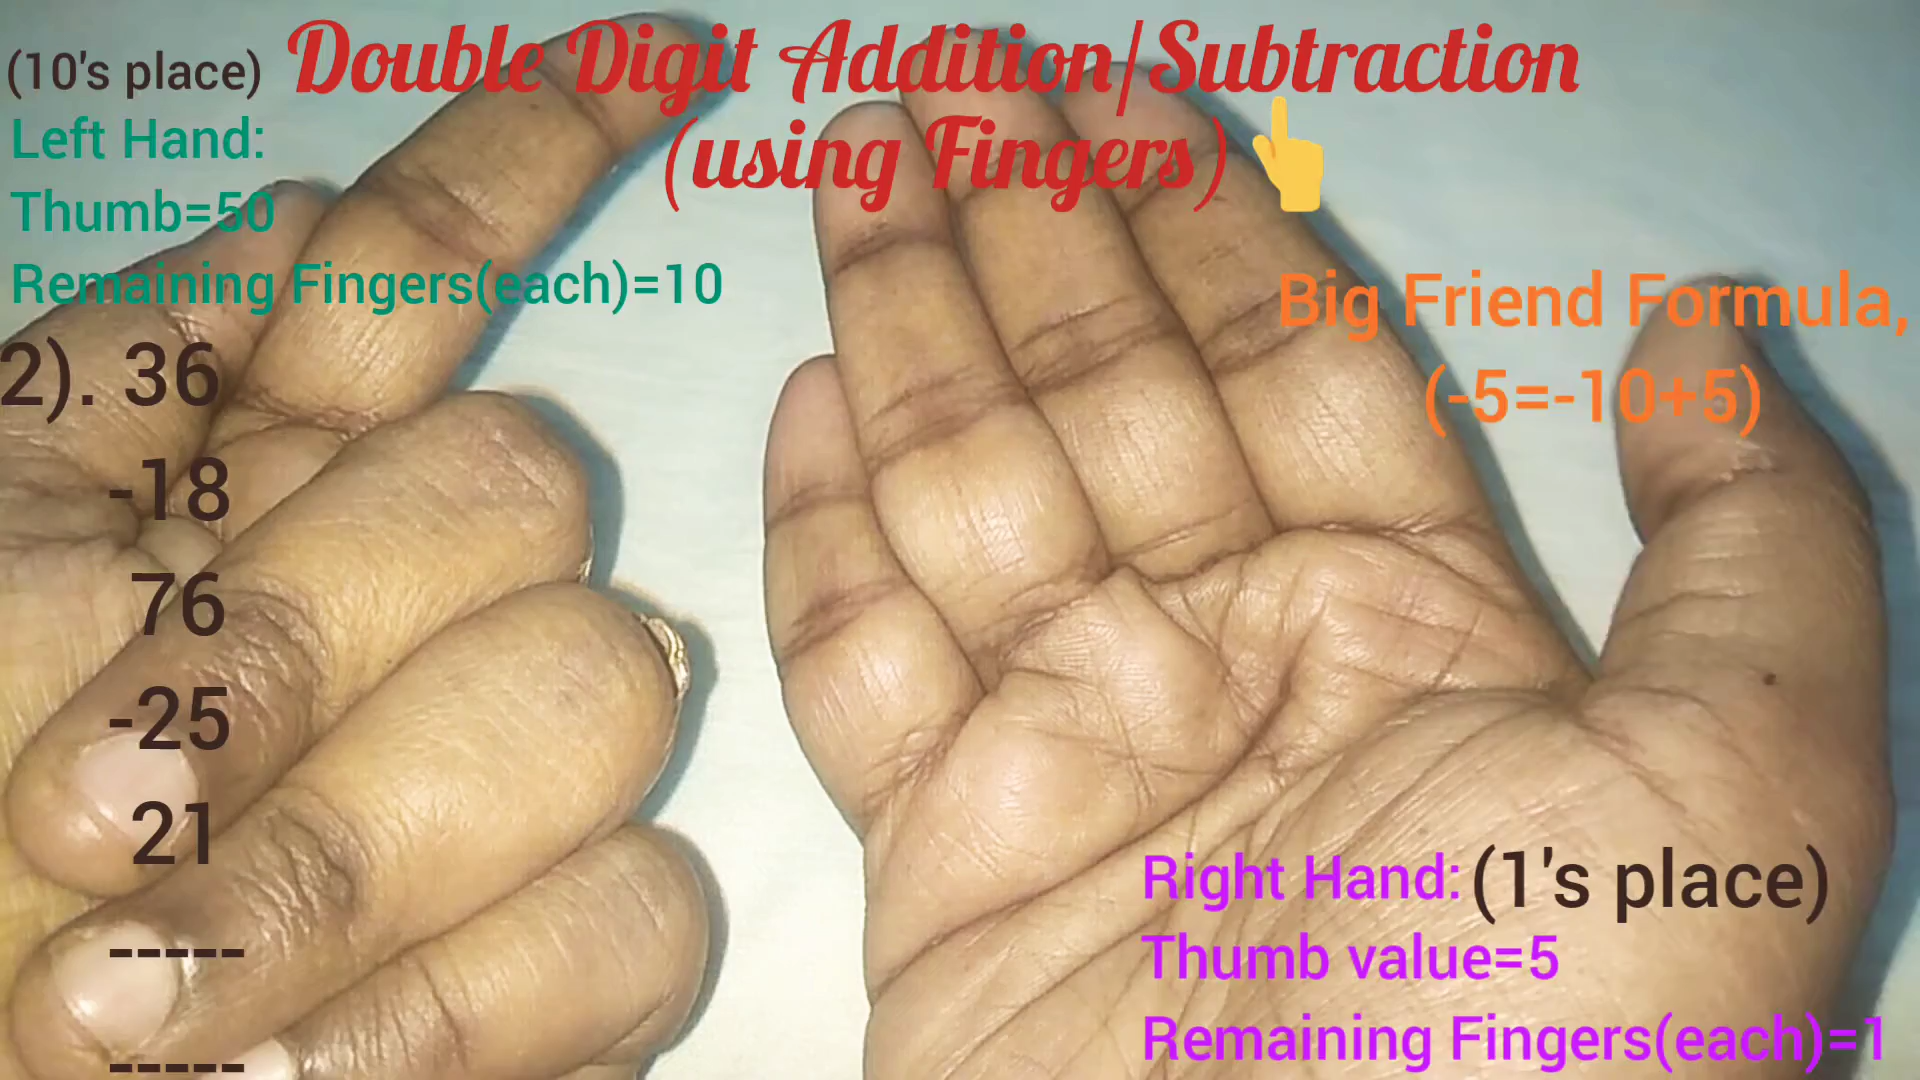 Double Digit Addition/Subtraction
(using Fingers)
(10's place)
Left Hand:
Thumb=50
Remaining Fingers(each)=10
2). 36
-18
76
-25
21
-----
-----
Big Friend Formula,
(-5=-10+5)
Right Hand: (1's place)
Thumb value=5
Remaining Fingers(each)=1